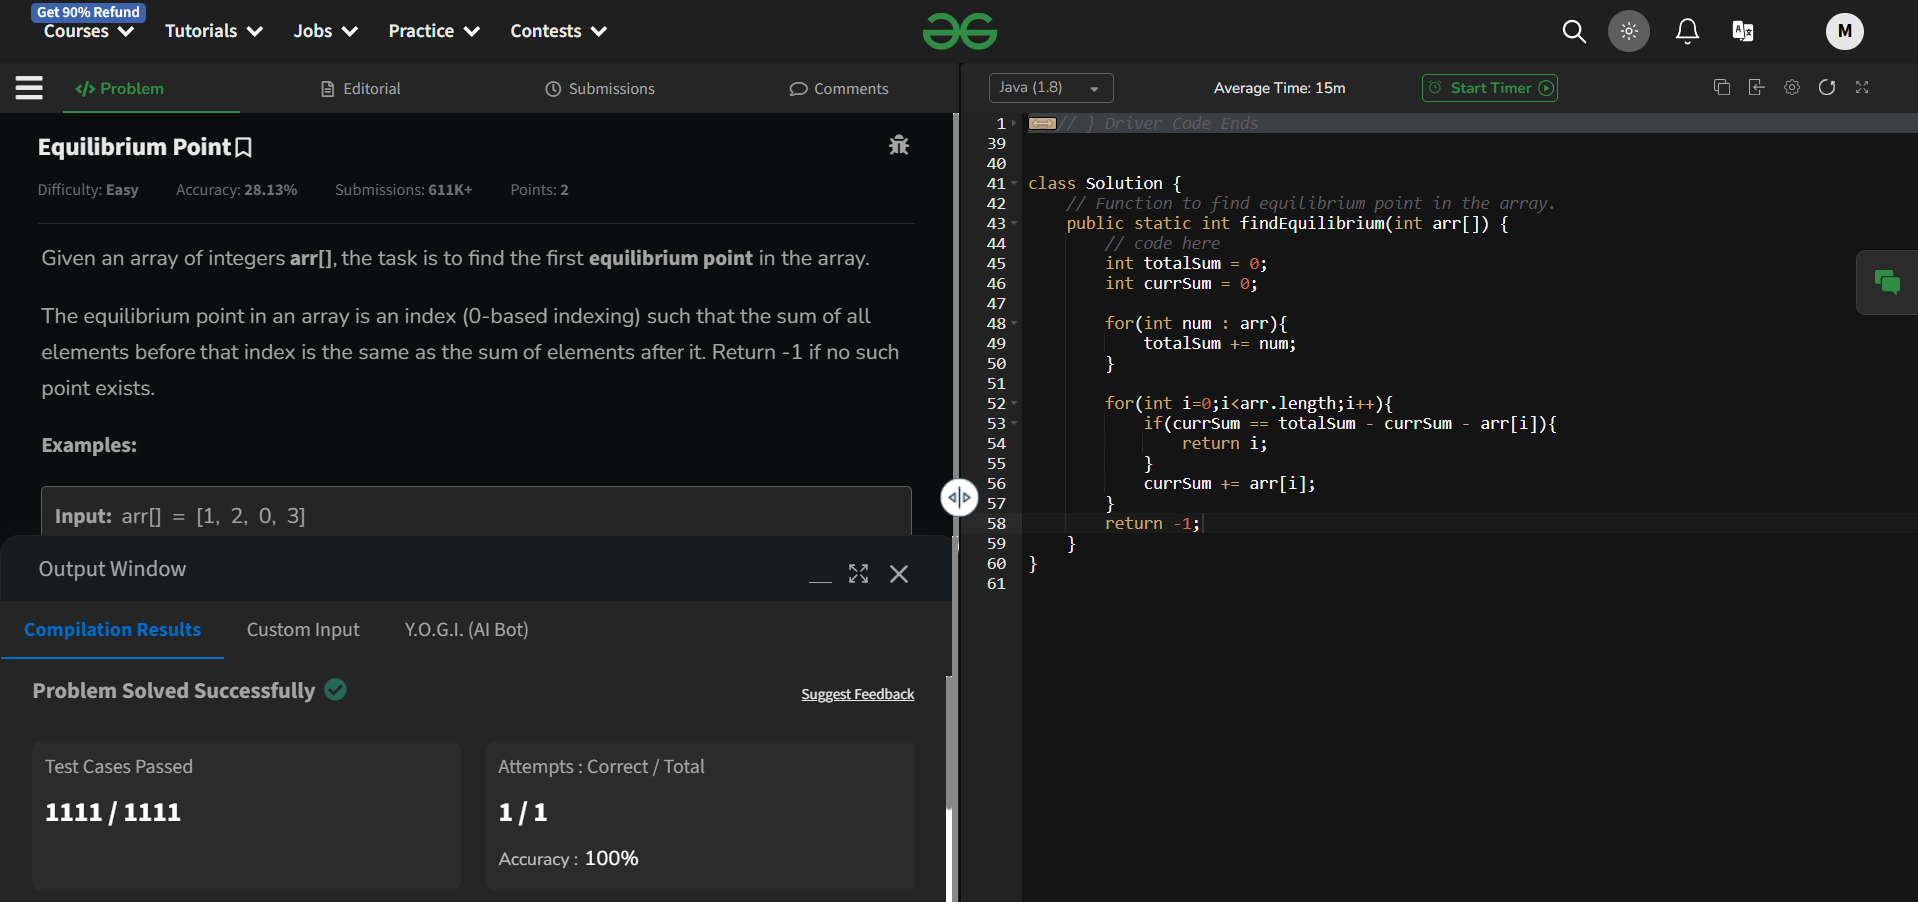 Get 90% Refund
Courses Tutorials Jobs Practice Contests
M
Problem Editorial Submissions Comments
Equilibrium Point
Difficulty: Easy Accuracy: 28.13% Submissions: 611K+ Points: 2
Given an array of integers arr[], the task is to find the first equilibrium point in the array.
The equilibrium point in an array is an index (0-based indexing) such that the sum of all
elements before that index is the same as the sum of elements after it. Return -1 if no such
point exists.
Examples:
Input: arr[] = [1, 2, 0, 3]
Output Window
Compilation Results Custom Input Y.O.G.I. (AI Bot)
Problem Solved Successfully
Suggest Feedback
Test Cases Passed
1111 / 1111
Attempts : Correct / Total
1 / 1
Accuracy : 100%
Java (1.8) Average Time: 15m Start Timer
1 // } Driver Code Ends
39
40
41 class Solution {
42 // Function to find equilibrium point in the array.
43 public static int findEquilibrium(int arr[]) {
44 // code here
45 int totalSum = 0;
46 int currSum = 0;
47
48 for(int num : arr){
49 totalSum += num;
50 }
51
52 for(int i=0;i<arr.length;i++){
53 if(currSum == totalSum - currSum - arr[i]){
54 return i;
55 }
56 currSum += arr[i];
57 }
58 return -1;
59 }
60 }
61